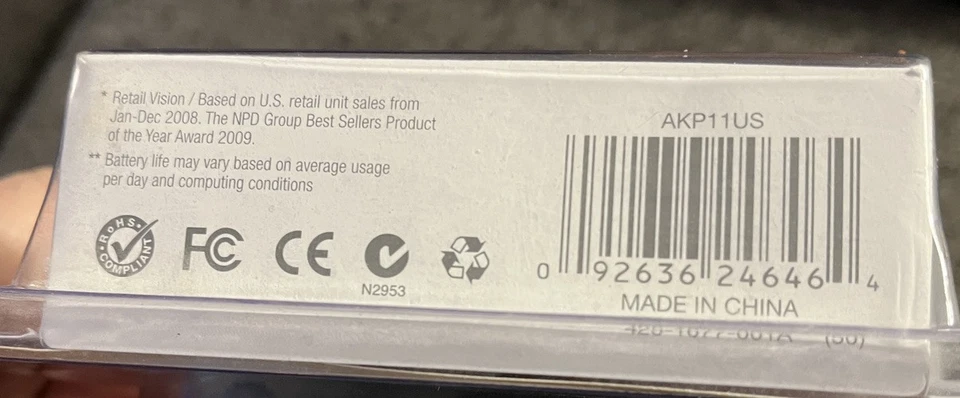 * Retail Vision / Based on U.S. retail unit sales from
Jan-Dec 2008. The NPD Group Best Sellers Product
of the Year Award 2009.
** Battery life may vary based on average usage
per day and computing conditions
RoHS
COMPLIANT
FC
CE
N2953
AKP11US
0 92636 24646 4
MADE IN CHINA
(50)